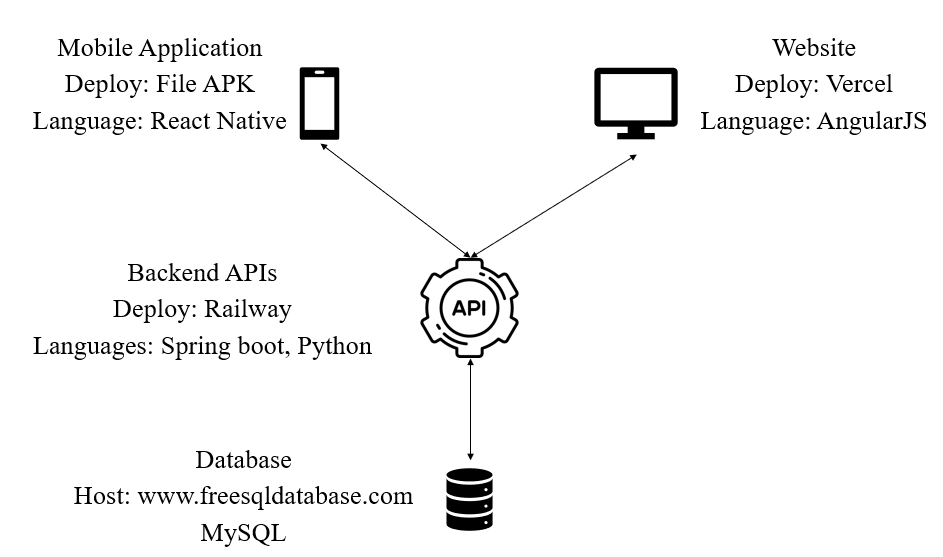 Mobile Application
Deploy: File APK
Language: React Native
Website
Deploy: Vercel
Language: AngularJS
Backend APIs
Deploy: Railway
Languages: Spring boot, Python
API
Database
Host: www.freesqldatabase.com
MySQL